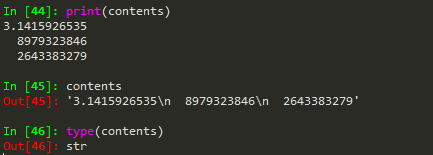 In [44]: print(contents)
3.1415926535
  8979323846
  2643383279
In [45]: contents
Out[45]: '3.1415926535\n  8979323846\n  2643383279'
In [46]: type(contents)
Out[46]: str